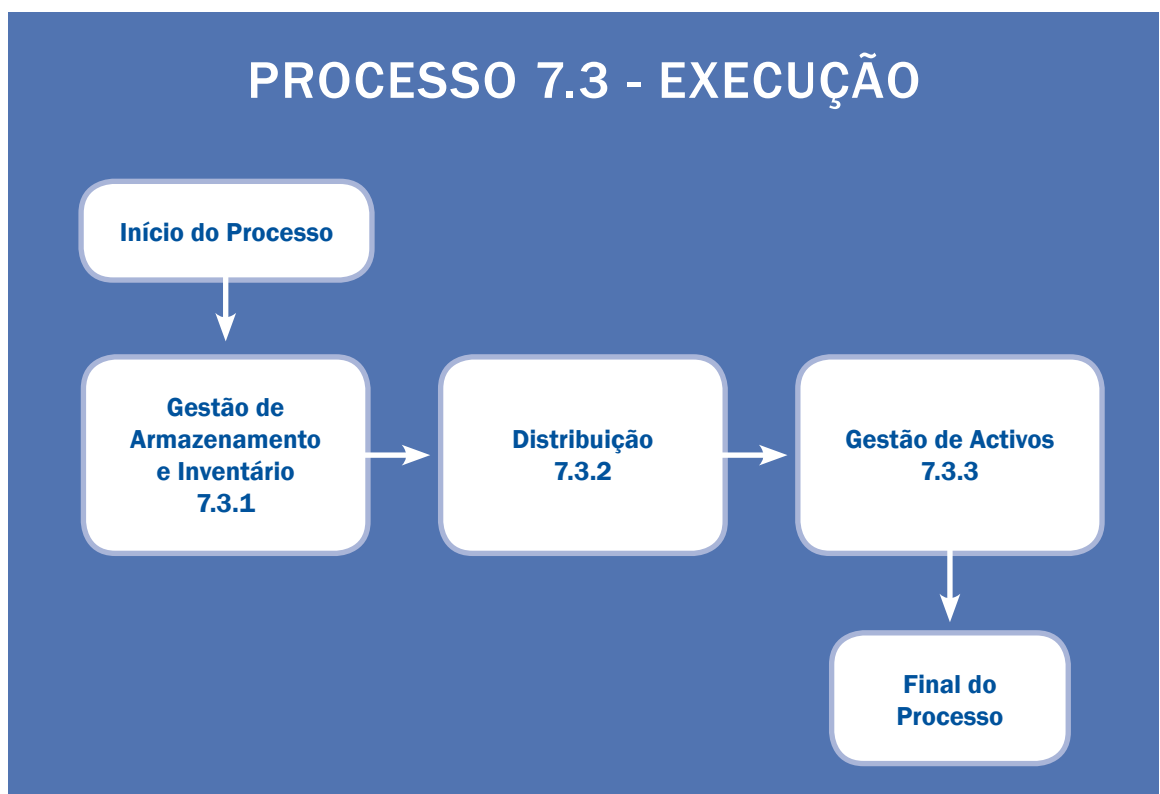 PROCESSO 7.3 - EXECUÇÃO
Início do Processo
Gestão de
Armazenamento
e Inventário
7.3.1
Distribuição
7.3.2
Gestão de Activos
7.3.3
Final do
Processo